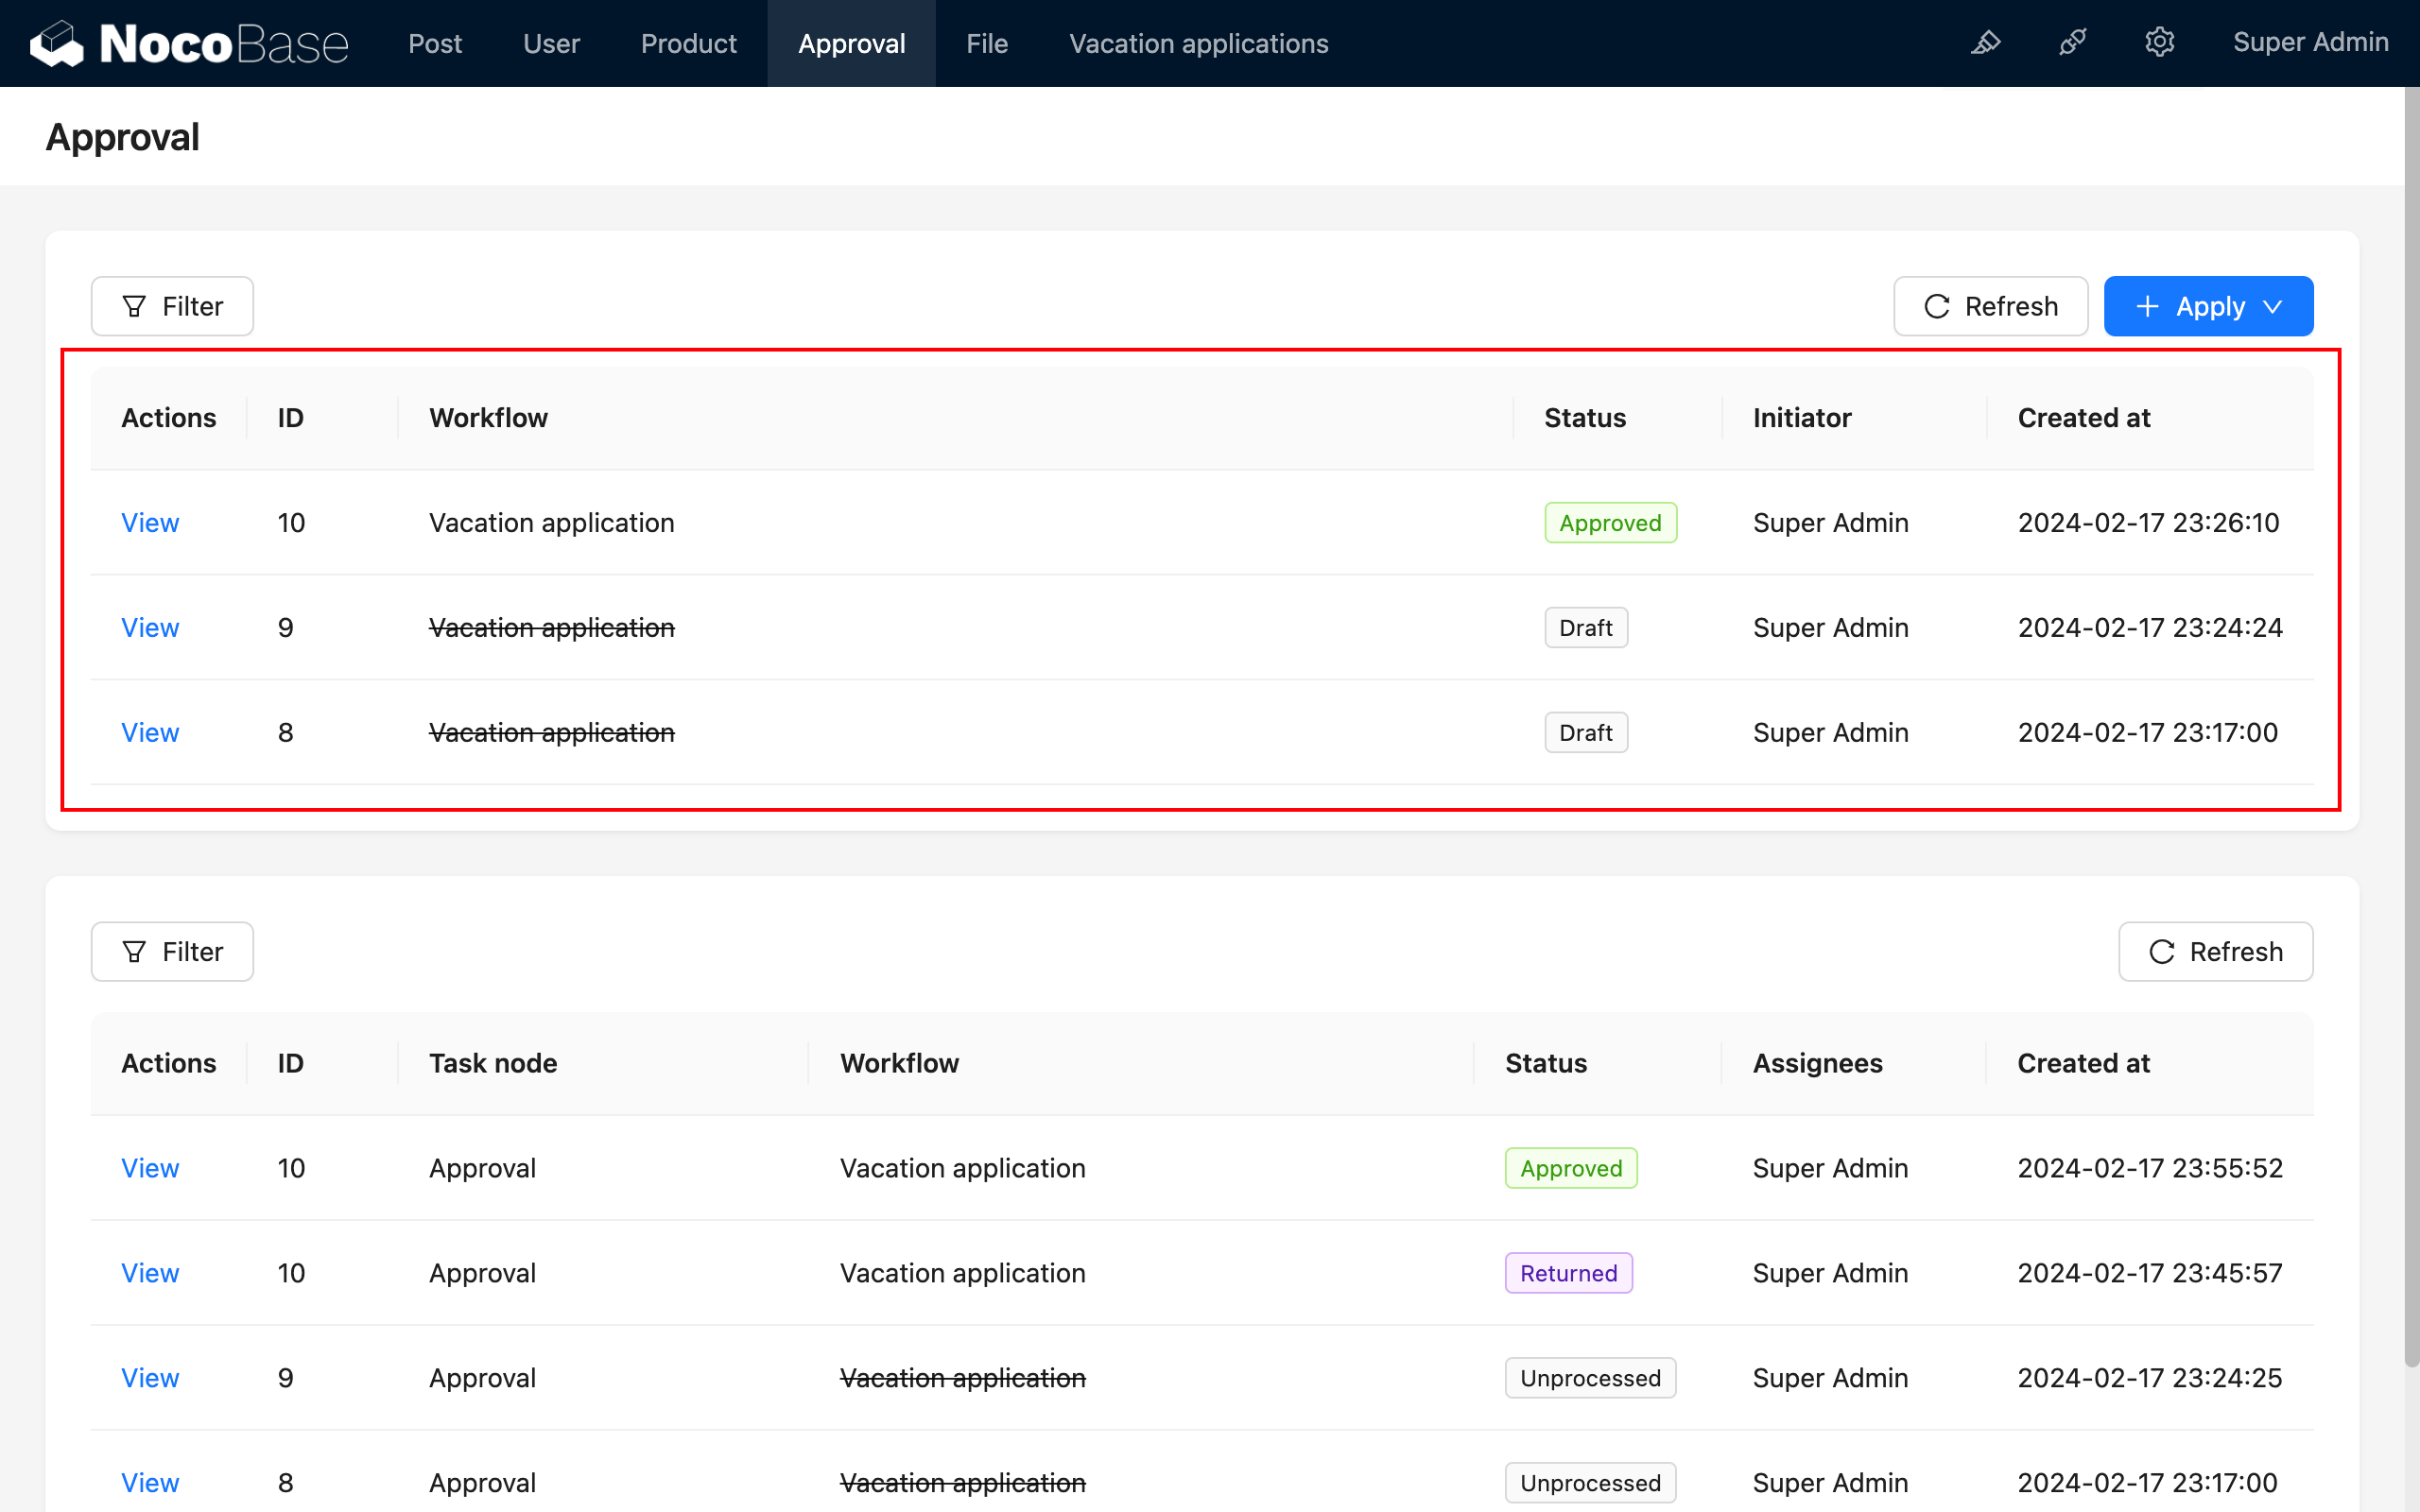 NocoBase Post User Product Approval File Vacation applications Super Admin
Approval
Filter Refresh Apply
Actions ID Workflow Status Initiator Created at
View 10 Vacation application Approved Super Admin 2024-02-17 23:26:10
View 9 Vacation application Draft Super Admin 2024-02-17 23:24:24
View 8 Vacation application Draft Super Admin 2024-02-17 23:17:00
Filter Refresh
Actions ID Task node Workflow Status Assignees Created at
View 10 Approval Vacation application Approved Super Admin 2024-02-17 23:55:52
View 10 Approval Vacation application Returned Super Admin 2024-02-17 23:45:57
View 9 Approval Vacation application Unprocessed Super Admin 2024-02-17 23:24:25
View 8 Approval Vacation application Unprocessed Super Admin 2024-02-17 23:17:00